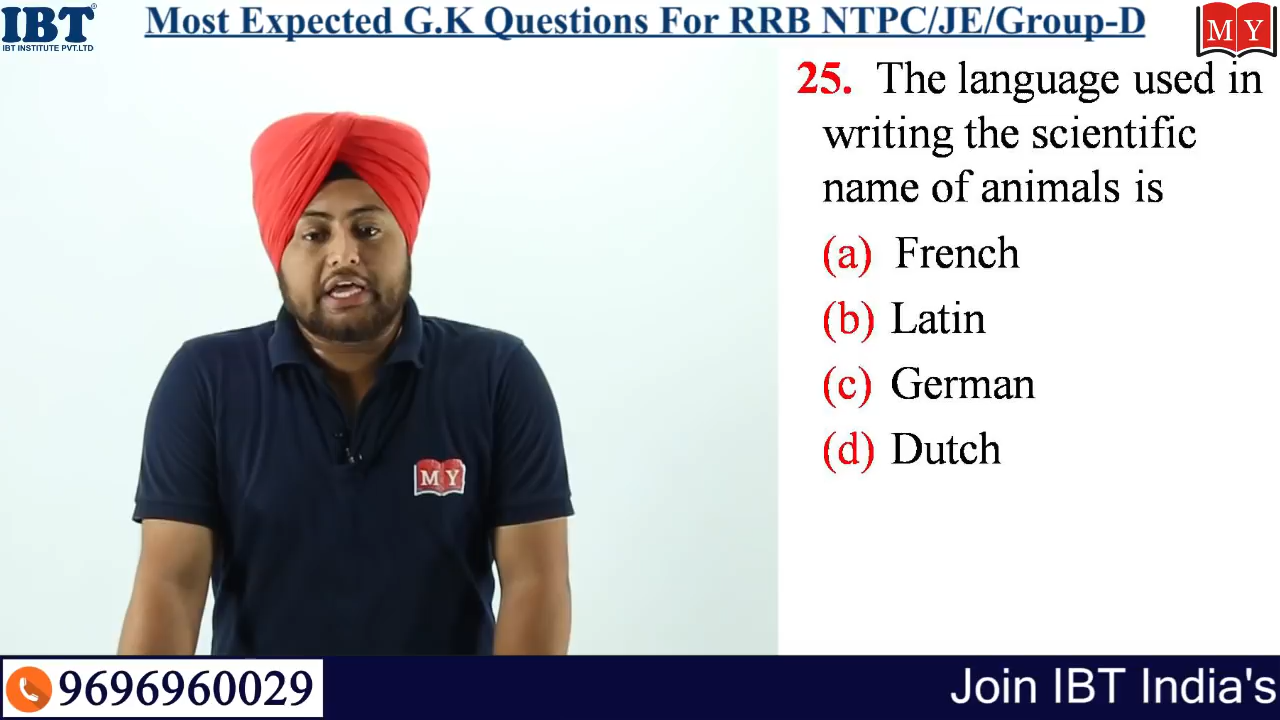 IBT
IBT INSTITUTE PVT.LTD
Most Expected G.K Questions For RRB NTPC/JE/Group-D
MY
25. The language used in
writing the scientific
name of animals is
(a) French
(b) Latin
(c) German
(d) Dutch
MY
9696960029
Join IBT India's